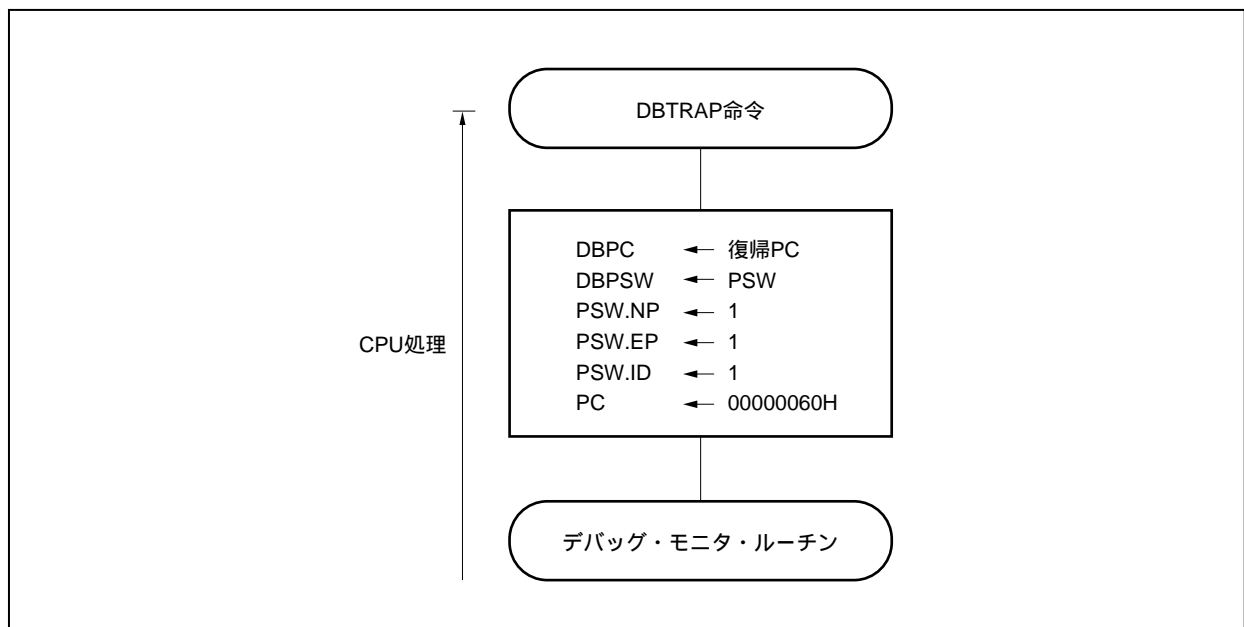 DBTRAP命令
DBPC ← 復帰PC
DBPSW ← PSW
PSW.NP ← 1
PSW.EP ← 1
CPU処理
PSW.ID ← 1
PC ← 00000060H
デバッグ・モニタ・ルーチン